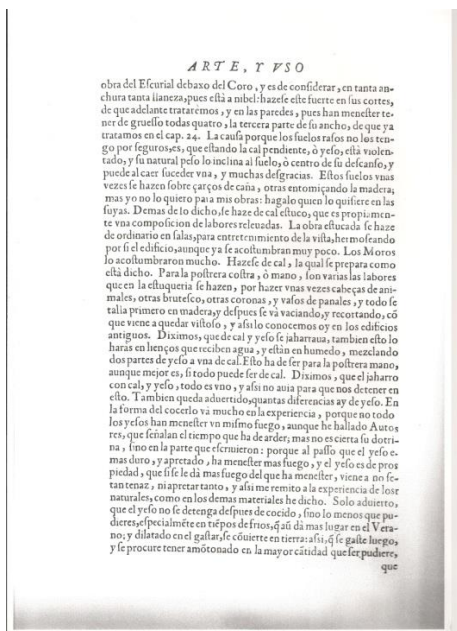 ARTE, Y VSO
obra del Eſcurial debaxo del Coro, y es de conſiderar, en tanta an-
chura tanta llaneza, pues eſtà a nibel: hazeſe eſte fuerte en ſus cortes,
de que adelante tratarèmos, y en las paredes, pues han meneſter te-
ner de grueſſo todas quatro, la tercera parte de ſu ancho, de que ya
tratamos en el cap. 24. La cauſa porque los ſuelos raſos no los ten-
go por ſeguros, es, que eſtando la cal pendiente, ò yeſo, eſtà violen-
tado, y ſu natural peſo lo inclina al ſuelo, ò centro de ſu deſcanſo, y
puede al caer ſuceder vna, y muchas deſgracias. Eſtos ſuelos vnas
vezes ſe hazen ſobre çarços de caña, otras entomiçando la madera;
mas yo no lo quiero para mis obras: hagalo quien lo quiſiere en las
ſuyas. Demas de lo dicho, ſe haze de cal eſtuco, que es propiamen-
te vna compoſicion de labores releuadas. La obra eſtucada ſe haze
de ordinario en ſalas, para entretenimiento de la viſta, hermoſeando
por ſi el edificio, aunque ya ſe acoſtumbran muy poco. Los Moros
lo acoſtumbraron mucho. Hazeſe de cal, la qual ſe prepara como
eſtà dicho. Para la poſtrera coſtra, ò mano, ſon varias las labores
que en la eſtuqueria ſe hazen, por hazer vnas vezes cabeças de ani-
males, otras bruteſco, otras coronas, y vaſos de panales, y todo ſe
talla primero en madera, y deſpues ſe và vaciando, y recortando, cõ
que viene a quedar viſtoſo, y aſsi lo conocemos oy en los edificios
antiguos. Diximos, que de cal y yeſo ſe jaharraua, tambien eſto lo
haràs en lienços que reciben agua, y eſtàn en humedo, mezclando
dos partes de yeſo a vna de cal. Eſto ha de ſer para la poſtrera mano,
aunque mejor es, ſi todo puede ſer de cal. Diximos, que el jaharro
con cal, y yeſo, todo es vno, y aſsi no auia para que nos detener en
eſto. Tambien queda aduertido, quantas diferencias ay de yeſo. En
la forma del cocerlo và mucho en la experiencia, porque no todo
los yeſos han meneſter vn miſmo fuego, aunque he hallado Auto
res, que ſeñalan el tiempo que ha de arder; mas no es cierta ſu dotri-
na, ſino en la parte que eſcriuieron: porque al paſſo que el yeſo e
mas duro, y apretado, ha meneſter mas fuego, y el yeſo es de pro
piedad, que ſi ſe le dà mas fuego del que ha meneſter, viene a no ſe
tan tenaz, ni apretar tanto, y aſsi me remito a la experiencia de los
naturales, como en los demas materiales he dicho. Solo aduierto,
que el yeſo no ſe detenga deſpues de cocido, ſino lo menos que pu-
dieres, eſpecialmẽte en tiẽpos de frios, q̃ aũ dà mas lugar en el Vera-
no; y dilatado en el gaſtar, ſe cõuierte en tierra: aſsi, q̃ ſe gaſte luego,
y ſe procure tener amõtonado en la mayor cãtidad que ſer pudiere,
que